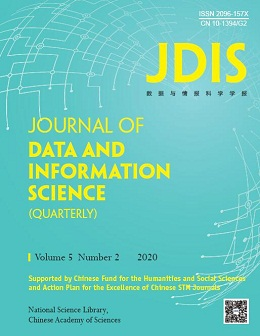 ISSN 2096-157X
CN 10-1394/G2
JDIS
数据与情报科学学报
JOURNAL OF
DATA AND
INFORMATION
SCIENCE
(QUARTERLY)
Volume 5 Number 2 2020
Supported by Chinese Fund for the Humanities and Social Sciences
and Action Plan for the Excellence of Chinese STM Journals
National Science Library,
Chinese Academy of Sciences